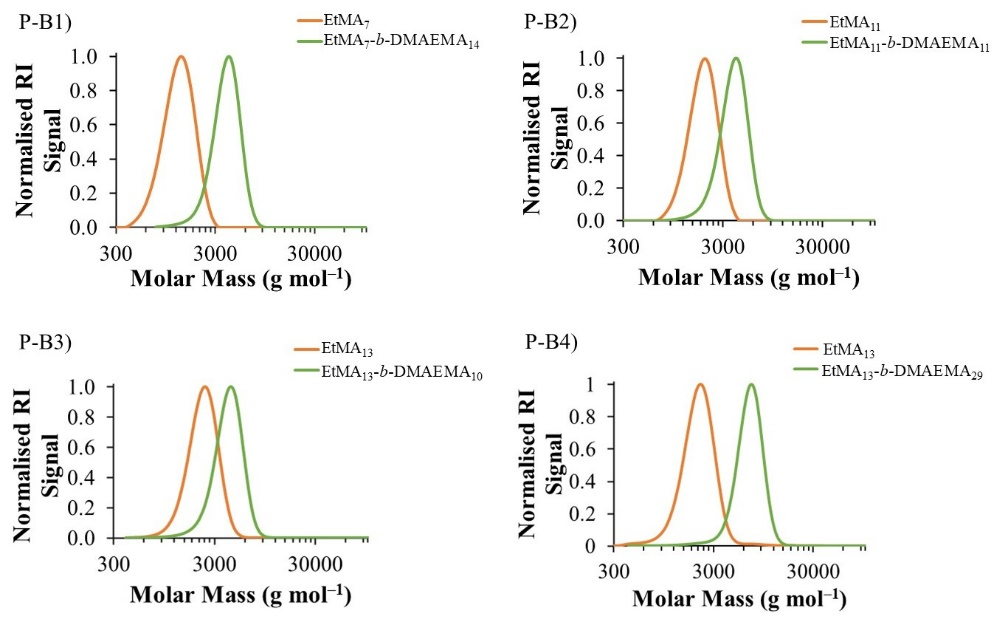 P-B1)
EtMA7
EtMA7-b-DMAEMA14
Normalised RI
Signal
1.0
0.8
0.6
0.4
0.2
0.0
300
3000
30000
Molar Mass (g mol–1)
P-B2)
EtMA11
EtMA11-b-DMAEMA11
Normalised RI
Signal
1.0
0.8
0.6
0.4
0.2
0.0
300
3000
30000
Molar Mass (g mol–1)
P-B3)
EtMA13
EtMA13-b-DMAEMA10
Normalised RI
Signal
1.0
0.8
0.6
0.4
0.2
0.0
300
3000
30000
Molar Mass (g mol–1)
P-B4)
EtMA13
EtMA13-b-DMAEMA29
Normalised RI
Signal
1
0.8
0.6
0.4
0.2
0
300
3000
30000
Molar Mass (g mol–1)